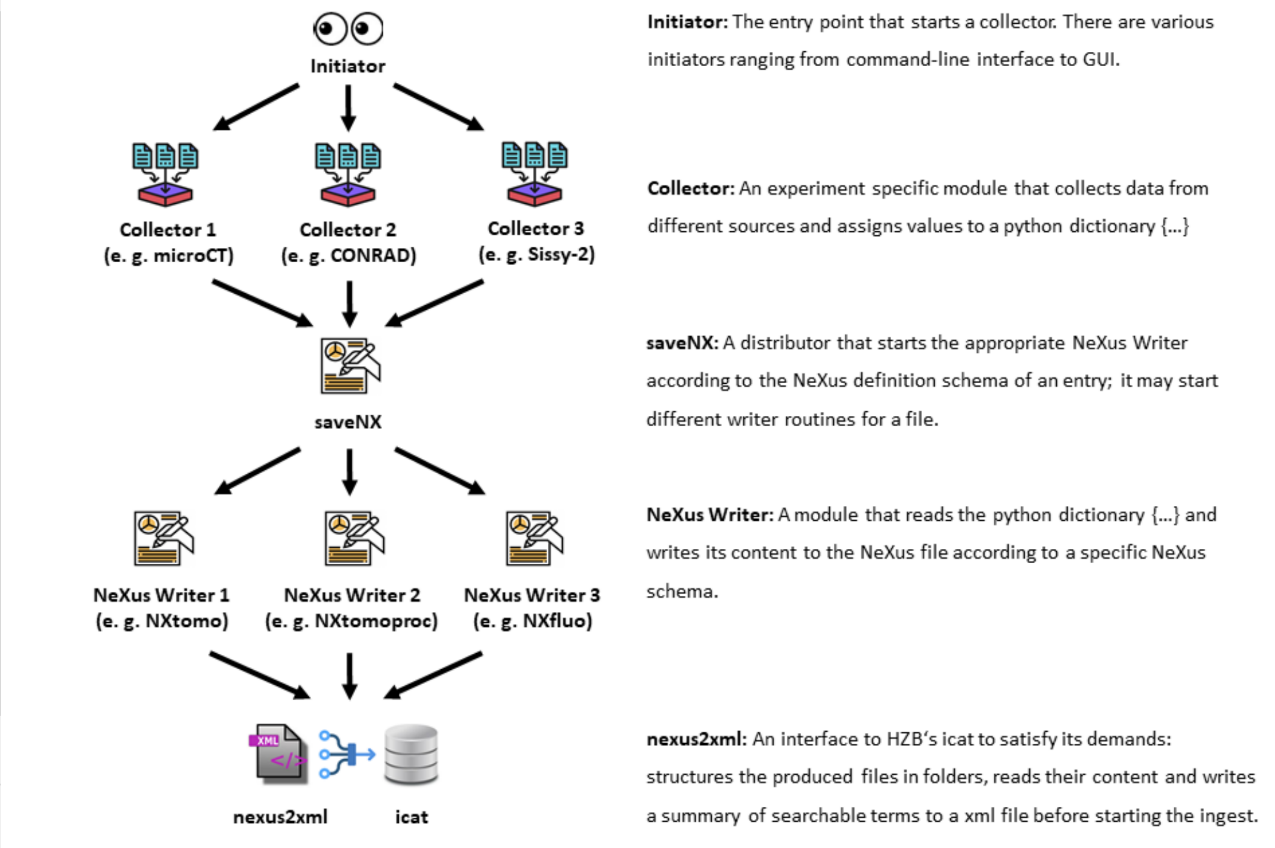 Initiator
Initiator: The entry point that starts a collector. There are various
initiators ranging from command-line interface to GUI.
Collector 1
(e. g. microCT)
Collector 2
(e. g. CONRAD)
Collector 3
(e. g. Sissy-2)
Collector: An experiment specific module that collects data from
different sources and assigns values to a python dictionary {...}
saveNX
saveNX: A distributor that starts the appropriate NeXus Writer
according to the NeXus definition schema of an entry; it may start
different writer routines for a file.
NeXus Writer 1
(e. g. NXtomo)
NeXus Writer 2
(e. g. NXtomoproc)
NeXus Writer 3
(e. g. NXfluo)
NeXus Writer: A module that reads the python dictionary {...} and
writes its content to the NeXus file according to a specific NeXus
schema.
XML
</>
nexus2xml
icat
nexus2xml: An interface to HZB‘s icat to satisfy its demands:
structures the produced files in folders, reads their content and writes
a summary of searchable terms to a xml file before starting the ingest.